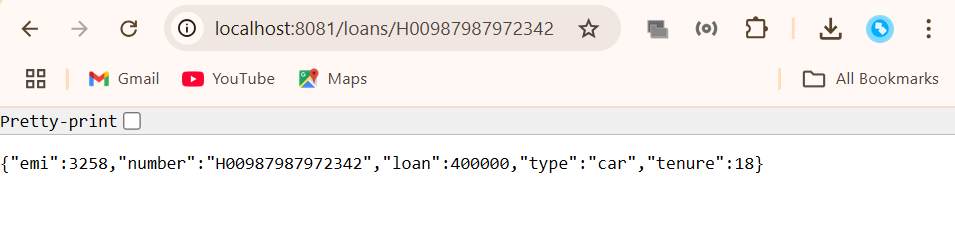 localhost:8081/loans/H00987987972342
Gmail YouTube Maps All Bookmarks
Pretty-print
{"emi":3258,"number":"H00987987972342","loan":400000,"type":"car","tenure":18}